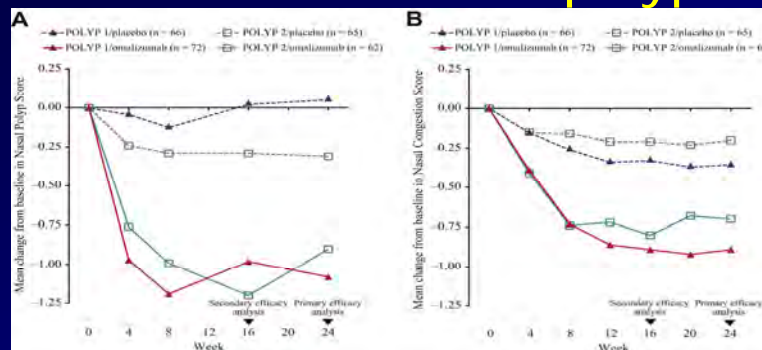 polyp
A
POLYP 1/placebo (n = 66) POLYP 2/placebo (n = 65)
POLYP 1/omalizumab (n = 72) POLYP 2/omalizumab (n = 62)
Mean change from baseline in Nasal Polyp Score
0.25
0.00
−0.25
−0.50
−0.75
−1.00
−1.25
Secondary efficacy
analysis
Primary efficacy
analysis
0 4 8 12 16 20 24
Week
B
POLYP 1/placebo (n = 66) POLYP 2/placebo (n = 65)
POLYP 1/omalizumab (n = 72) POLYP 2/omalizumab (n = 6
Mean change from baseline in Nasal Congestion Score
0.25
0.00
−0.25
−0.50
−0.75
−1.00
−1.25
Secondary efficacy
analysis
Primary efficacy
analysis
0 4 8 12 16 20 24
Week